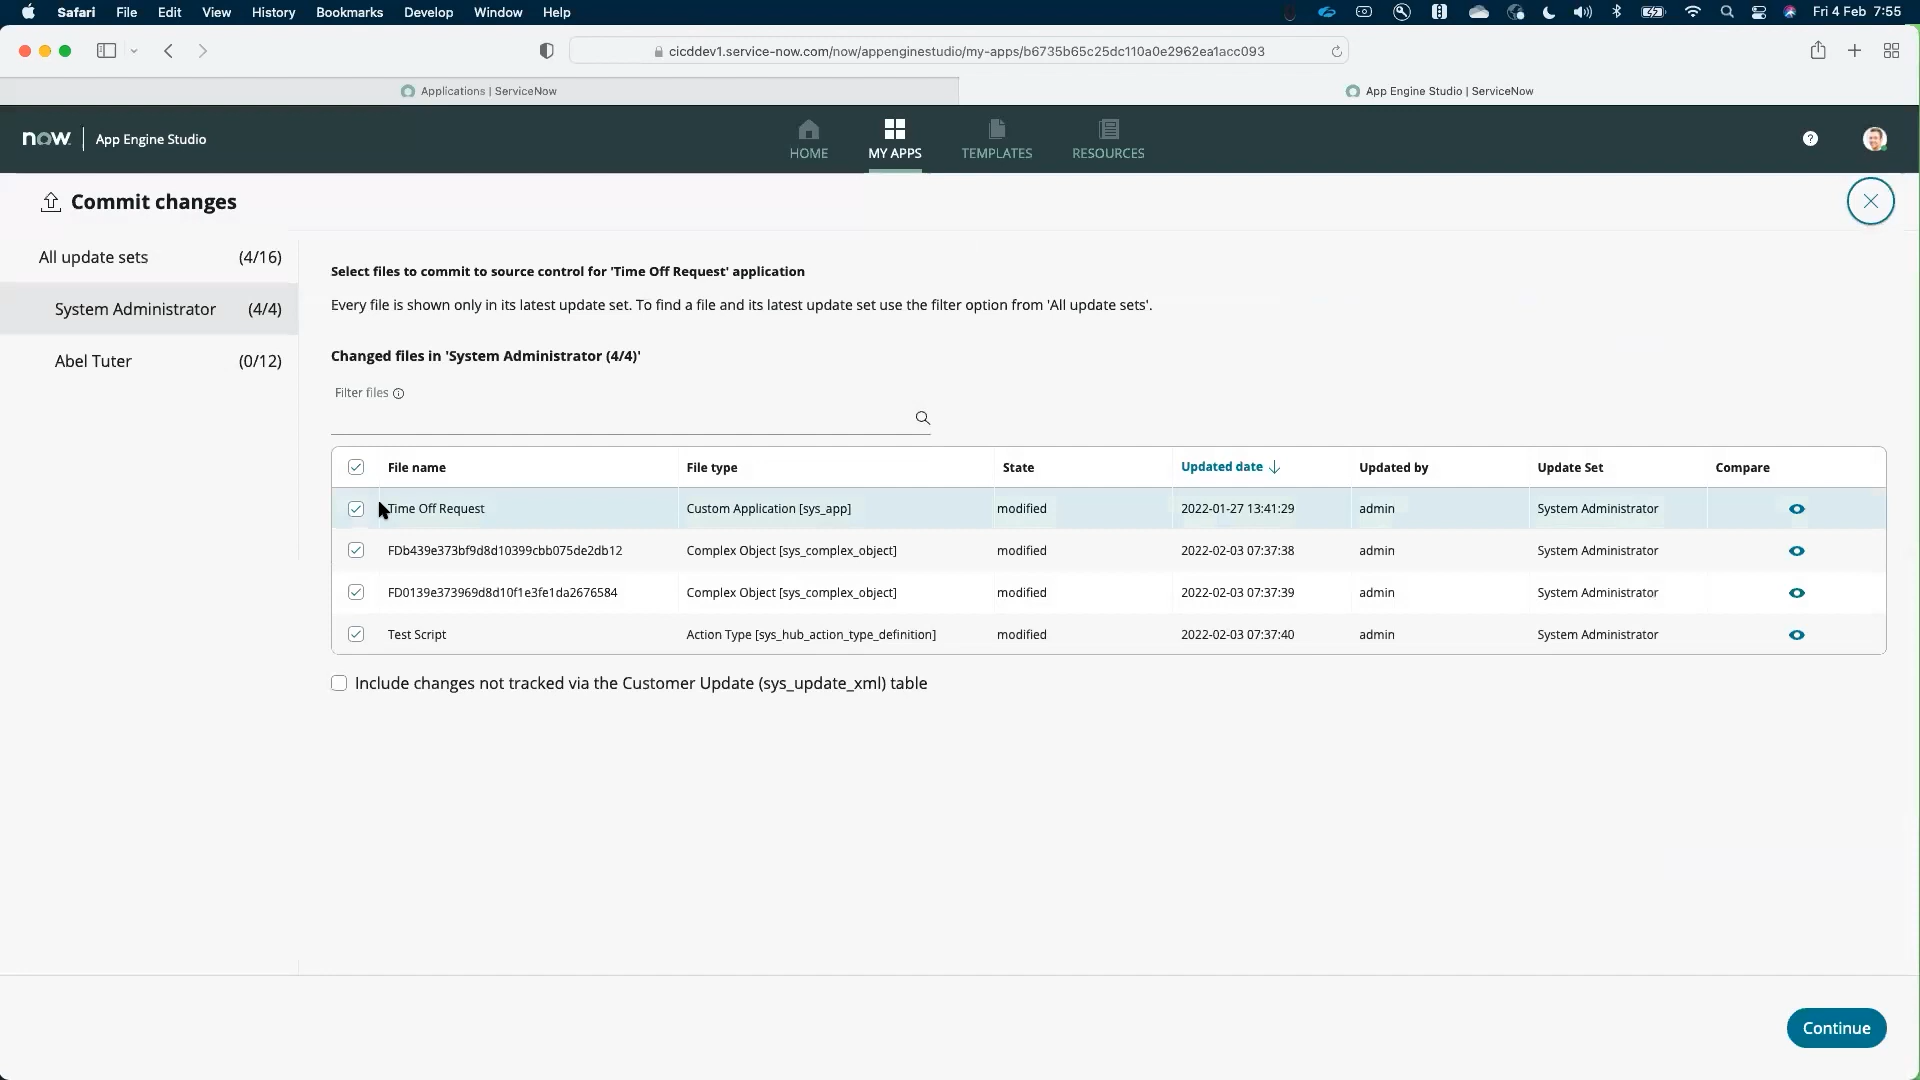 Safari File Edit View History Bookmarks Develop Window Help Fri 4 Feb 7:55
cicddev1.service-now.com/now/appenginestudio/my-apps/b6735b65c25dc110a0e2962ea1acc093
Applications | ServiceNow App Engine Studio | ServiceNow
now App Engine Studio HOME MY APPS TEMPLATES RESOURCES ?
Commit changes
All update sets (4/16)
System Administrator (4/4)
Abel Tuter (0/12)
Select files to commit to source control for 'Time Off Request' application
Every file is shown only in its latest update set. To find a file and its latest update set use the filter option from 'All update sets'.
Changed files in 'System Administrator (4/4)'
Filter files
File name File type State Updated date Updated by Update Set Compare
Time Off Request Custom Application [sys_app] modified 2022-01-27 13:41:29 admin System Administrator
FDb439e373bf9d8d10399cbb075de2db12 Complex Object [sys_complex_object] modified 2022-02-03 07:37:38 admin System Administrator
FD0139e373969d8d10f1e3fe1da2676584 Complex Object [sys_complex_object] modified 2022-02-03 07:37:39 admin System Administrator
Test Script Action Type [sys_hub_action_type_definition] modified 2022-02-03 07:37:40 admin System Administrator
Include changes not tracked via the Customer Update (sys_update_xml) table
Continue